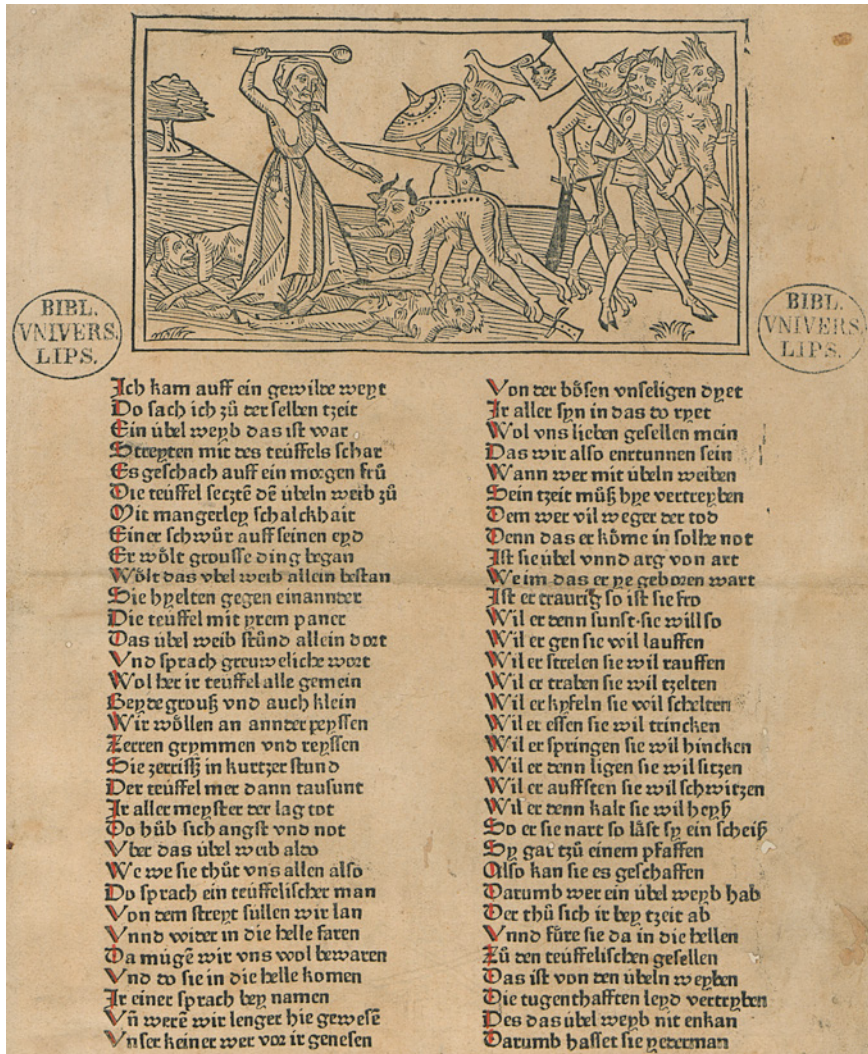 BIBL.
VNIVERS.
LIPS.
BIBL.
VNIVERS.
LIPS.
Ich kam auff ein gewilde weyt
Do sach ich zů der selben tzeit
Ein übel weyb das ist war
Streyten mit des teüffels schar
Es geschach auff ein morgen frů
Die teüffel secztē dē übeln weib zů
Mit mangerley schalckhait
Einer schwůr auff seinen eyd
Er wȯlt grousse ding began
Wȯlt das vbel weib allein bestan
Sie hyelten gegen einannder
Die teüffel mit yrem paner
Das übel weib stůnd allein dort
Vnd sprach greuweliche wort
Wol her ir teüffel alle gemein
Beyde grouß vnd auch klein
Wir wȯllen an annder peyssen
Zerren grymmen vnd reyssen
Sie zerriſß in kurtzer stund
Der teüffel mer dann tausunt
Ir aller meyster der lag tot
Do hůb sich angst vnd not
Vber das übel weib aldo
We we sie thůt vns allen also
Do sprach ein teüffelischer man
Von dem streyt süllen wir lan
Vnnd wider in die helle faren
Da mügē wir vns wol bewaren
Vnd do sie in die helle komen
Ir einer sprach bey namen
Vn̄ werē wir lenger hie gewesē
Vnser keiner wer vor ir genesen
Von der bȯsen vnseligen dyet
Ir aller syn in das do ryet
Wol vns lieben gesellen mein
Das wir also entrunnen sein
Wann wer mit übeln weiben
Sein tzeit můß hye vertreyben
Dem wer vil weger der tod
Denn das er kȯme in solhe not
Ist sie übel vnnd arg von art
We im das er ye geboren wart
Ist er traurig so ist sie fro
Wil er denn sunst sie will so
Wil er gen sie wil lauffen
Wil er strelen sie wil rauffen
Wil er traben sie wil tzelten
Wil er kyfeln sie wil schelten
Wil er essen sie wil trincken
Wil er springen sie wil hincken
Wil er denn ligen sie wil sitzen
Wil er auffsten sie wil schwitzen
Wil er denn kalt sie wil heyß
So er sie nart so låst sy ein scheiß
Sy gat tzů einem pfaffen
Also kan sie es geschaffen
Darumb wer ein übel weyb hab
Der thů sich ir bey tzeit ab
Vnnd fůre sie da in die hellen
Zů den teüffelischen gesellen
Das ist von den übeln weyben
Die tugenthafften leyd vertryben
Des das übel weyb nit enkan
Darumb hasset sie yederman